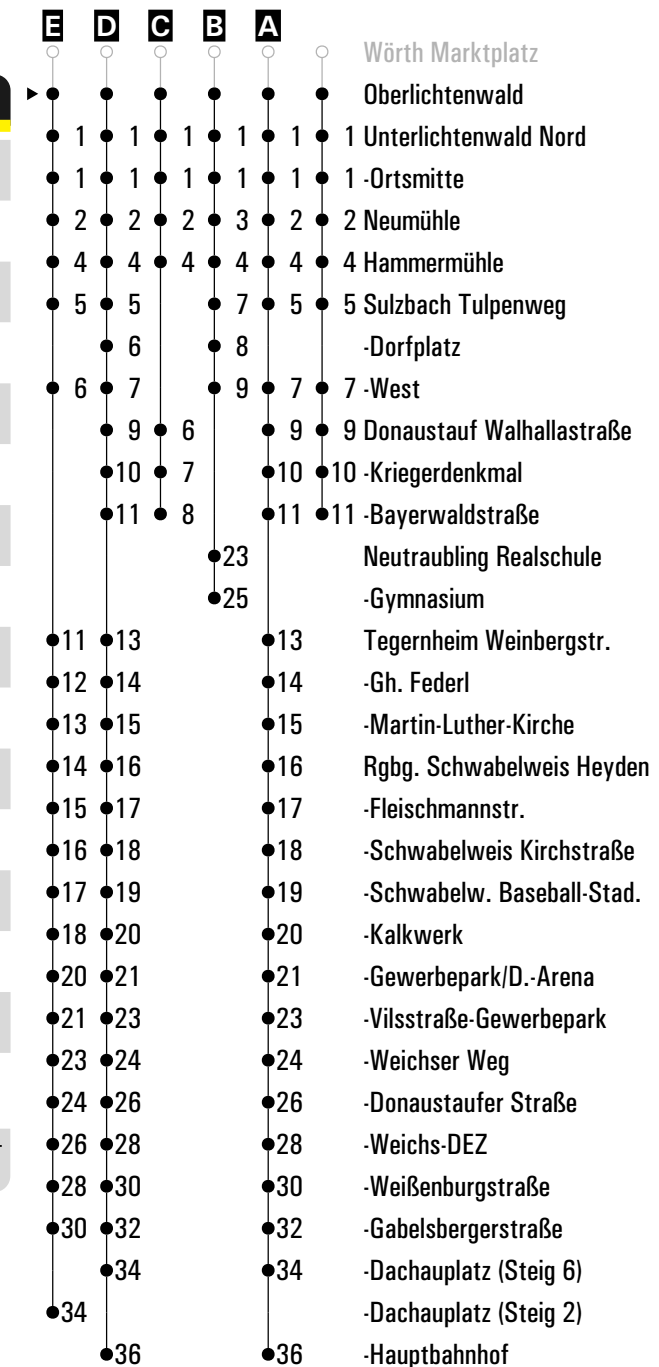 E D C B A
Wörth Marktplatz
Oberlichtenwald
1 1 1 1 1 1 Unterlichtenwald Nord
1 1 1 1 1 1 -Ortsmitte
2 2 2 3 2 2 Neumühle
4 4 4 4 4 4 Hammermühle
5 5 7 5 5 Sulzbach Tulpenweg
6 8 -Dorfplatz
6 7 9 7 7 -West
9 6 9 9 Donaustauf Walhallastraße
10 7 10 10 -Kriegerdenkmal
11 8 11 11 -Bayerwaldstraße
23 Neutraubling Realschule
25 -Gymnasium
11 13 13 Tegernheim Weinbergstr.
12 14 14 -Gh. Federl
13 15 15 -Martin-Luther-Kirche
14 16 16 Rgbg. Schwabelweis Heyden
15 17 17 -Fleischmannstr.
16 18 18 -Schwabelweis Kirchstraße
17 19 19 -Schwabelw. Baseball-Stad.
18 20 20 -Kalkwerk
20 21 21 -Gewerbepark/D.-Arena
21 23 23 -Vilsstraße-Gewerbepark
23 24 24 -Weichser Weg
24 26 26 -Donaustaufer Straße
26 28 28 -Weichs-DEZ
28 30 30 -Weißenburgstraße
30 32 32 -Gabelsbergerstraße
34 34 -Dachauplatz (Steig 6)
34 -Dachauplatz (Steig 2)
36 36 -Hauptbahnhof